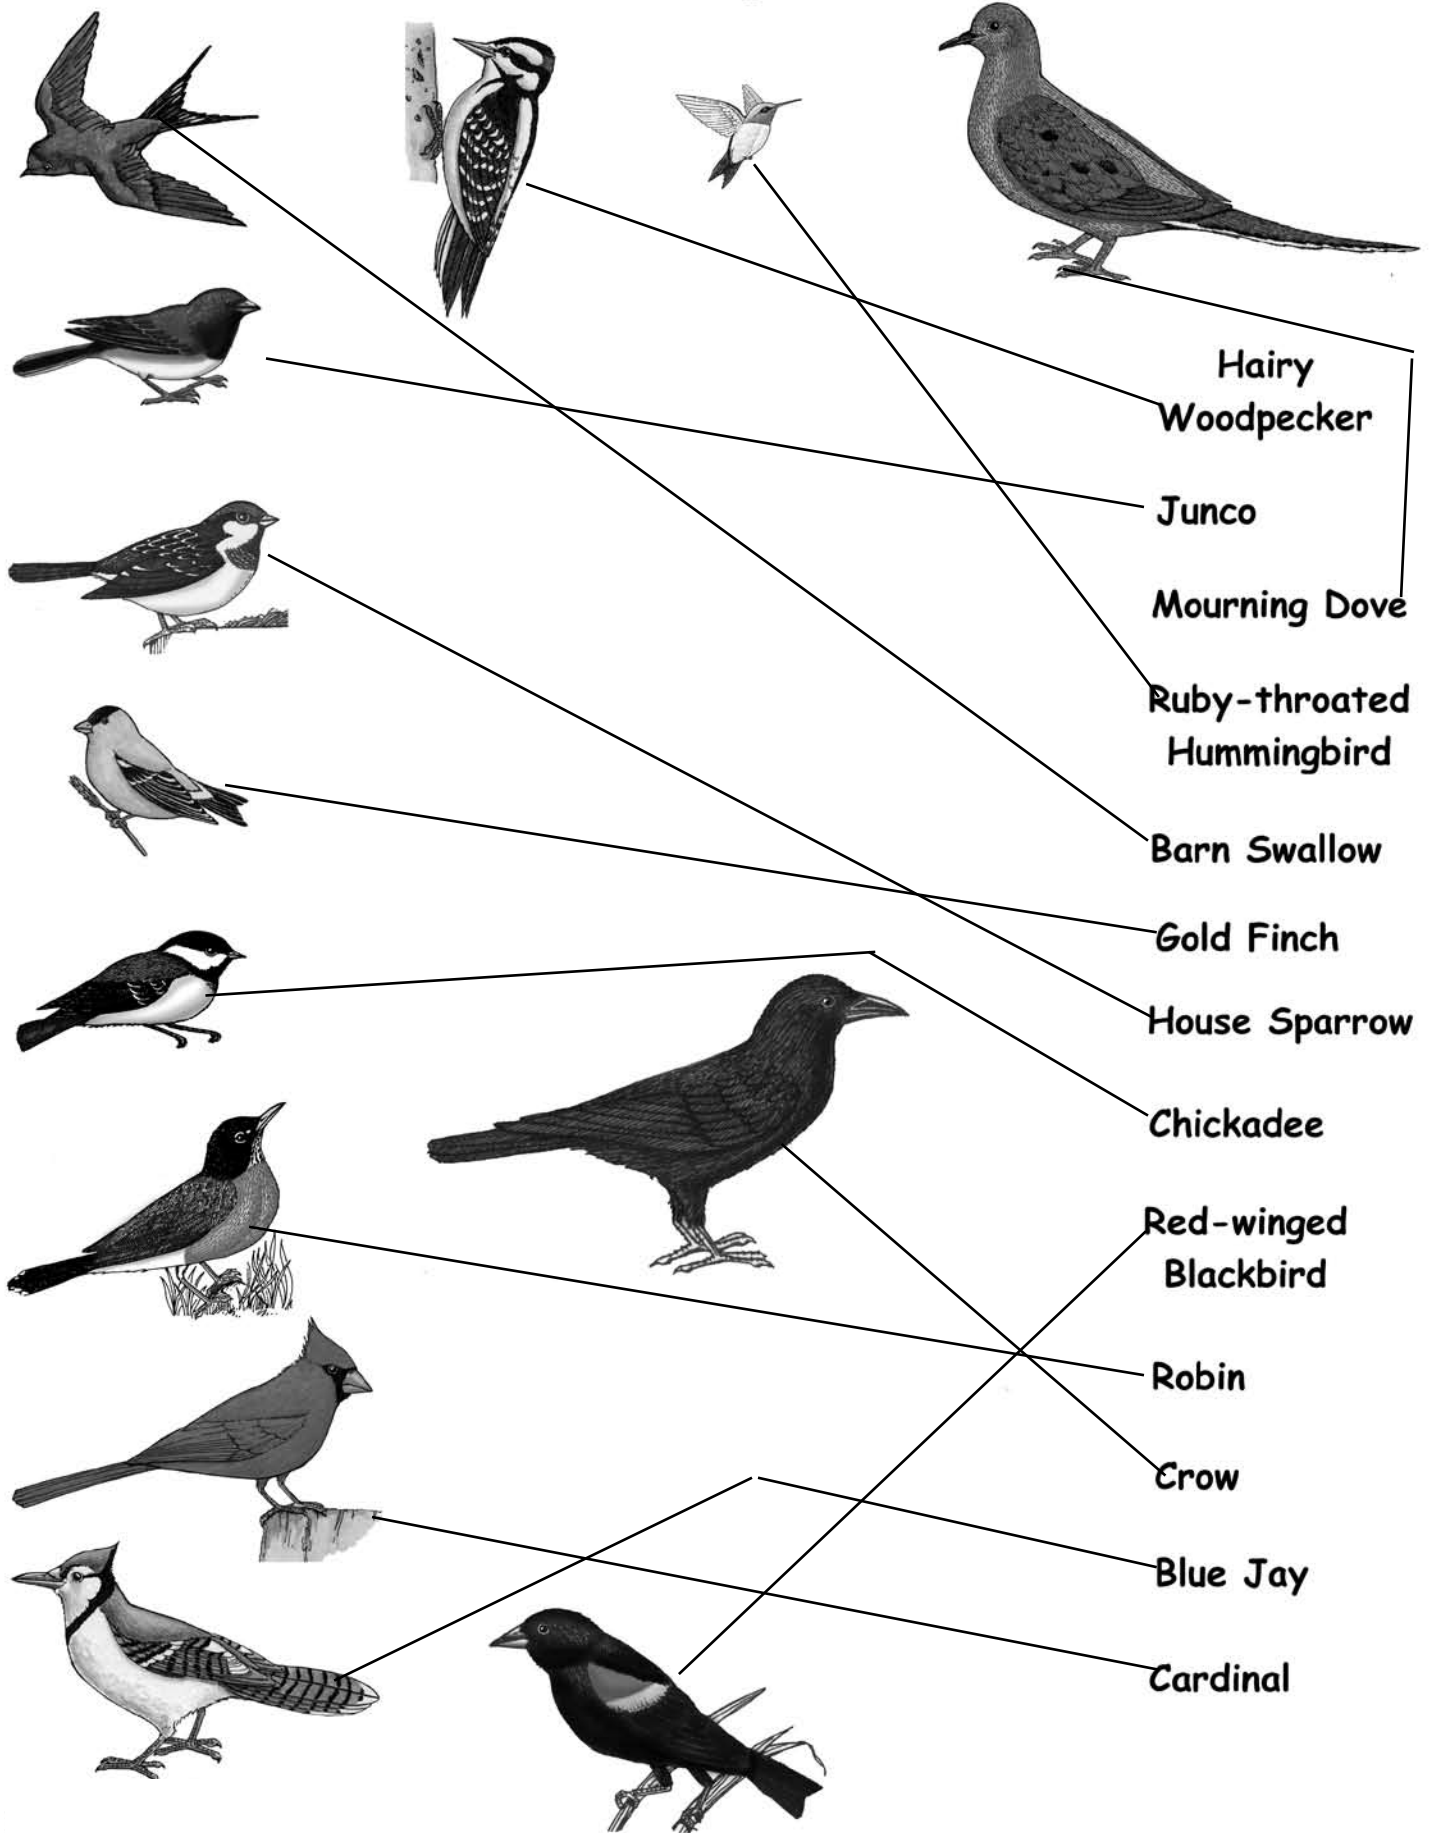 Hairy
Woodpecker
Junco
Mourning Dove
Ruby-throated
Hummingbird
Barn Swallow
Gold Finch
House Sparrow
Chickadee
Red-winged
Blackbird
Robin
Crow
Blue Jay
Cardinal